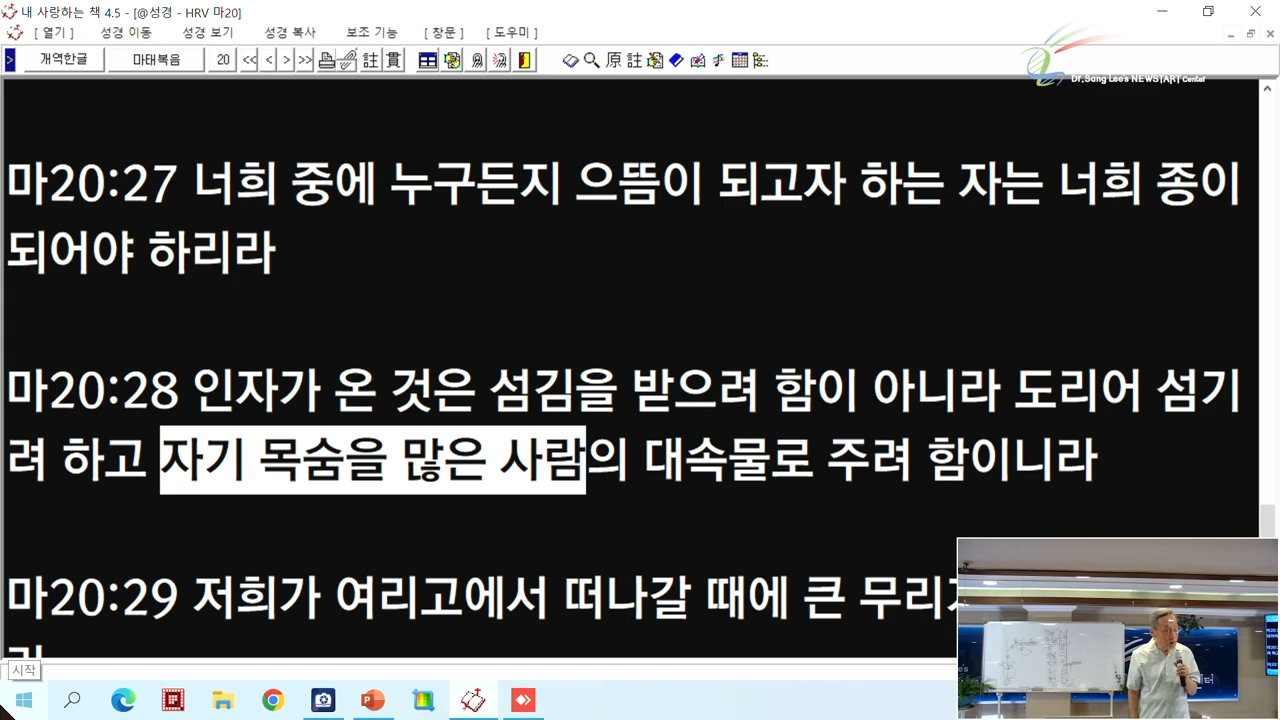 내 사랑하는 책 4.5 - [@성경 - HRV 마20]
[ 열기 ] 성경 이동 성경 보기 성경 복사 보조 기능 [ 창문 ] [ 도우미 ]
개역한글 마태복음 20 << < > >> 註 貫 原 註
Dr.Sang Lee's NEWSTART Center
마20:27 너희 중에 누구든지 으뜸이 되고자 하는 자는 너희 종이
되어야 하리라
마20:28 인자가 온 것은 섬김을 받으려 함이 아니라 도리어 섬기
려 하고 자기 목숨을 많은 사람의 대속물로 주려 함이니라
마20:29 저희가 여리고에서 떠나갈 때에 큰 무리
시작